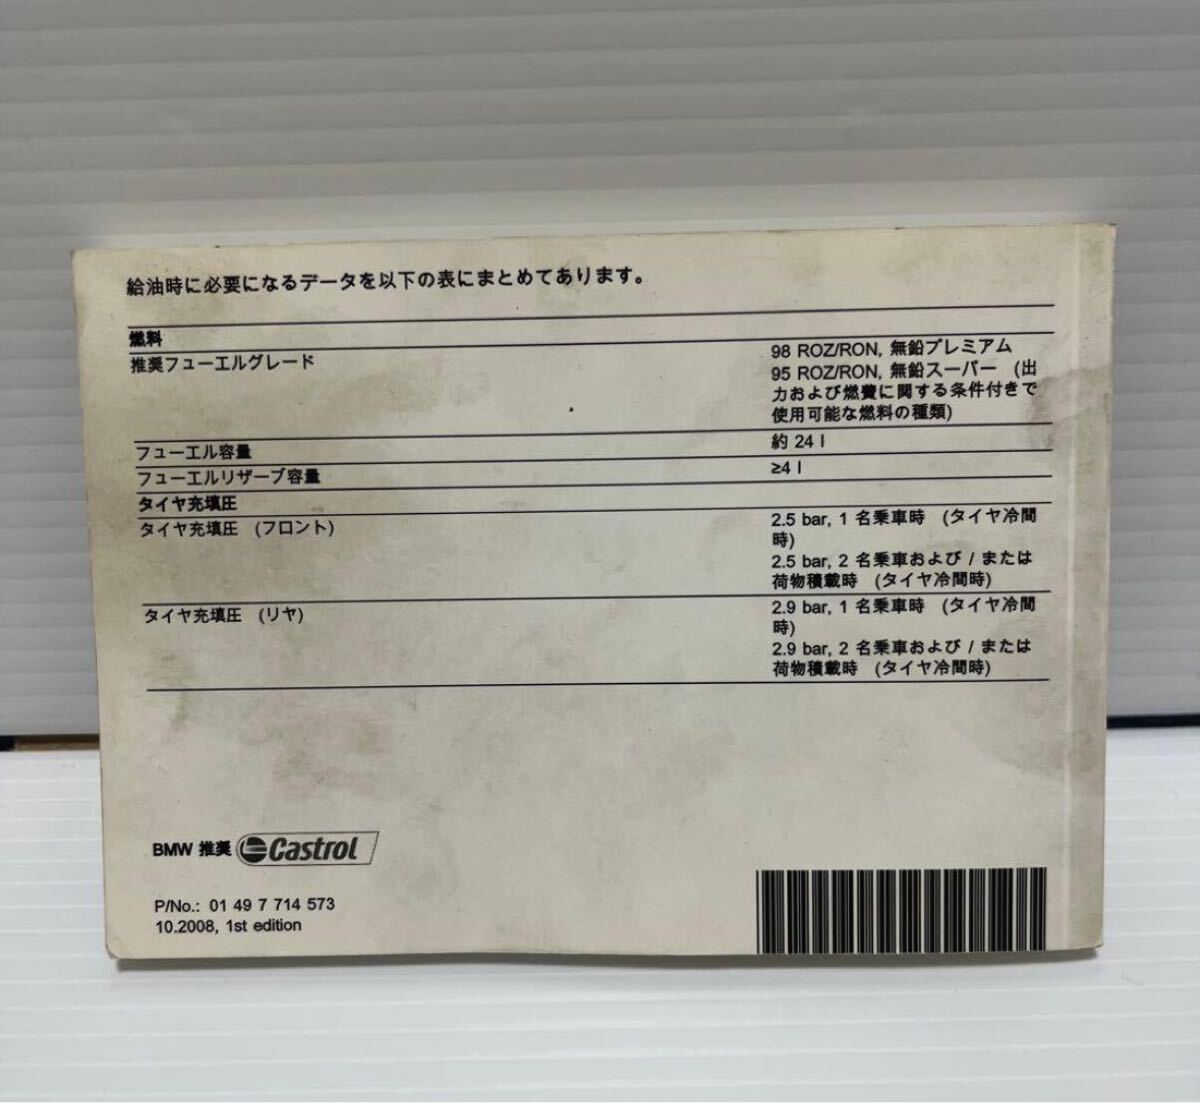 給油時に必要になるデータを以下の表にまとめてあります。
燃料
推奨フューエルグレード
98 ROZ/RON, 無鉛プレミアム
95 ROZ/RON, 無鉛スーパー (出
力および燃費に関する条件付きで
使用可能な燃料の種類)
フューエル容量
約 24 l
フューエルリザーブ容量
≥4 l
タイヤ充填圧
タイヤ充填圧 (フロント)
2.5 bar, 1 名乗車時 (タイヤ冷間
時)
2.5 bar, 2 名乗車および / または
荷物積載時 (タイヤ冷間時)
タイヤ充填圧 (リヤ)
2.9 bar, 1 名乗車時 (タイヤ冷間
時)
2.9 bar, 2 名乗車および / または
荷物積載時 (タイヤ冷間時)
BMW 推奨 Castrol
P/No.: 01 49 7 714 573
10.2008, 1st edition